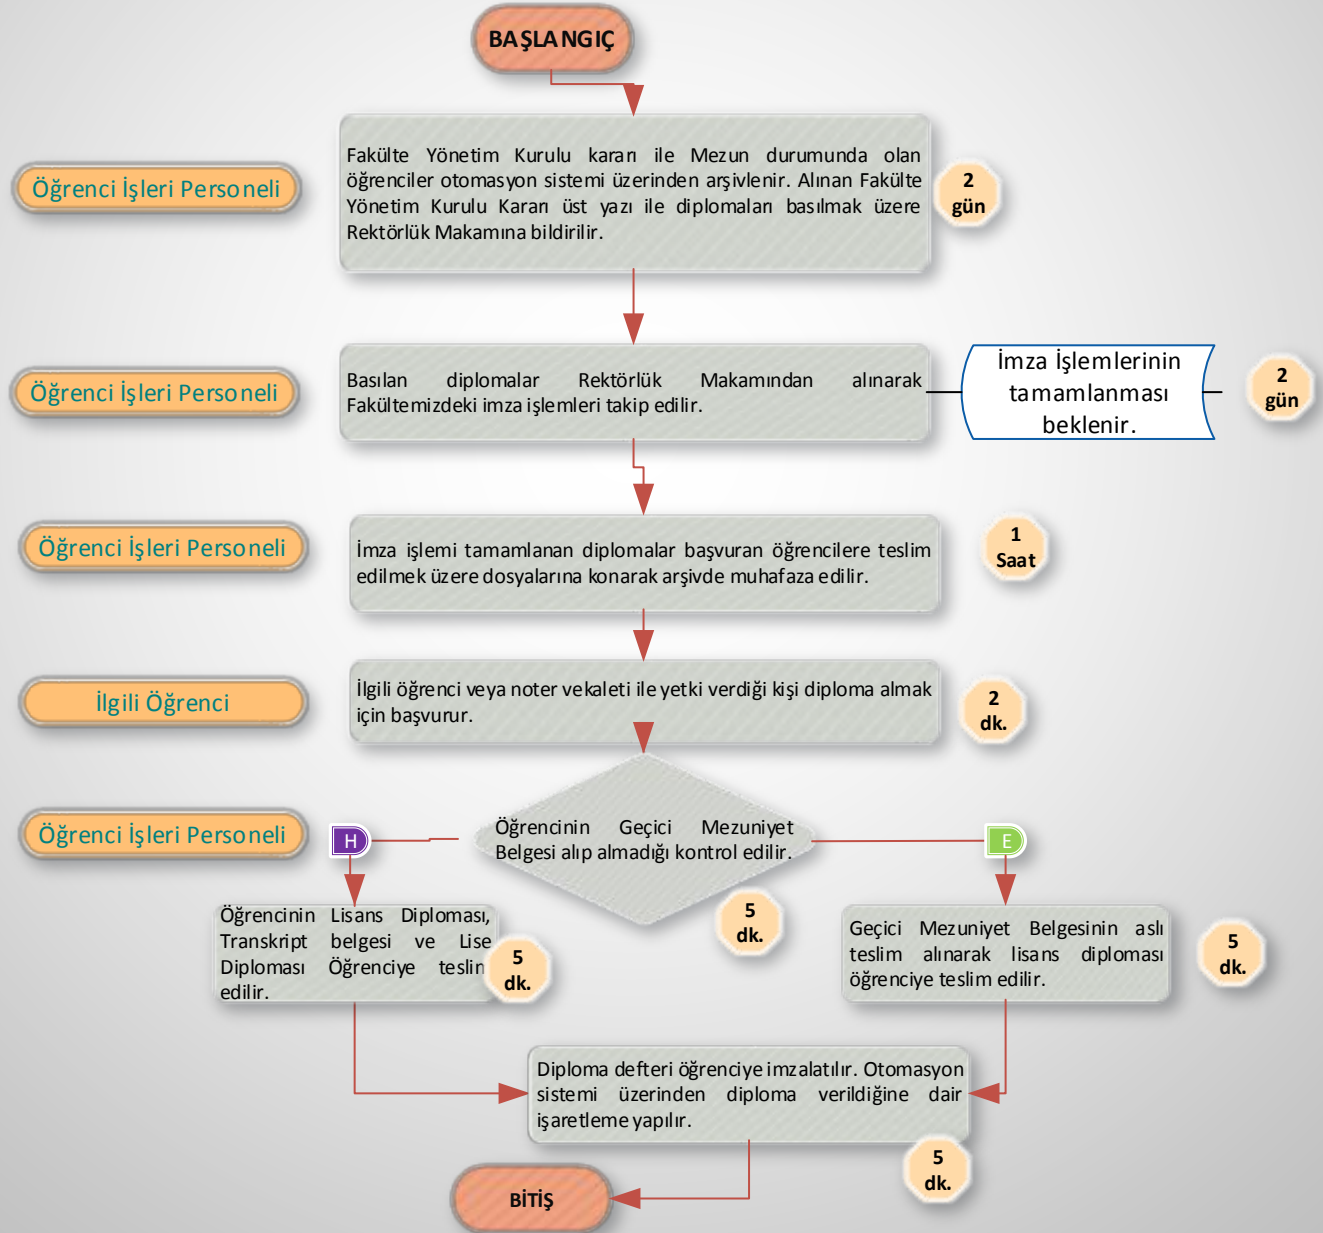 BAŞLANGIÇ
Öğrenci İşleri Personeli
Fakülte Yönetim Kurulu kararı ile Mezun durumunda olan
öğrenciler otomasyon sistemi üzerinden arşivlenir. Alınan Fakülte
Yönetim Kurulu Kararı üst yazı ile diplomaları basılmak üzere
Rektörlük Makamına bildirilir.
2
gün
Öğrenci İşleri Personeli
Basılan diplomalar Rektörlük Makamından alınarak
Fakültemizdeki imza işlemleri takip edilir.
İmza İşlemlerinin
tamamlanması
beklenir.
2
gün
Öğrenci İşleri Personeli
İmza işlemi tamamlanan diplomalar başvuran öğrencilere teslim
edilmek üzere dosyalarına konarak arşivde muhafaza edilir.
1
Saat
İlgili Öğrenci
İlgili öğrenci veya noter vekaleti ile yetki verdiği kişi diploma almak
için başvurur.
2
dk.
Öğrenci İşleri Personeli
H
Öğrencinin Geçici Mezuniyet
Belgesi alıp almadığı kontrol edilir.
E
5
dk.
Öğrencinin Lisans Diploması,
Transkript belgesi ve Lise
Diploması Öğrenciye teslim
edilir.
5
dk.
Geçici Mezuniyet Belgesinin aslı
teslim alınarak lisans diploması
öğrenciye teslim edilir.
5
dk.
Diploma defteri öğrenciye imzalatılır. Otomasyon
sistemi üzerinden diploma verildiğine dair
işaretleme yapılır.
5
dk.
BİTİŞ